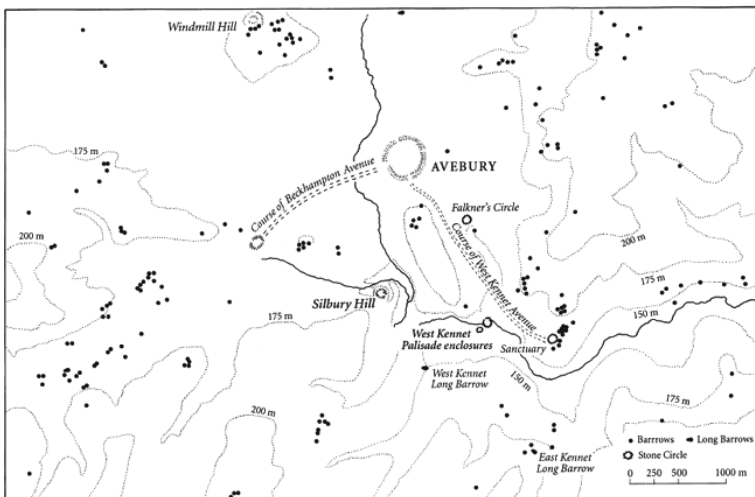 Windmill Hill
175 m
Course of Beckhampton Avenue
AVEBURY
Falkner's Circle
200 m
200 m
Course of West Kennet Avenue
175 m
Silbury Hill
150 m
175 m
West Kennet
Palisade enclosures
Sanctuary
West Kennet
Long Barrow
150 m
175 m
200 m
East Kennet
Long Barrow
Barrrows
Long Barrows
Stone Circle
0 250 500 1000 m